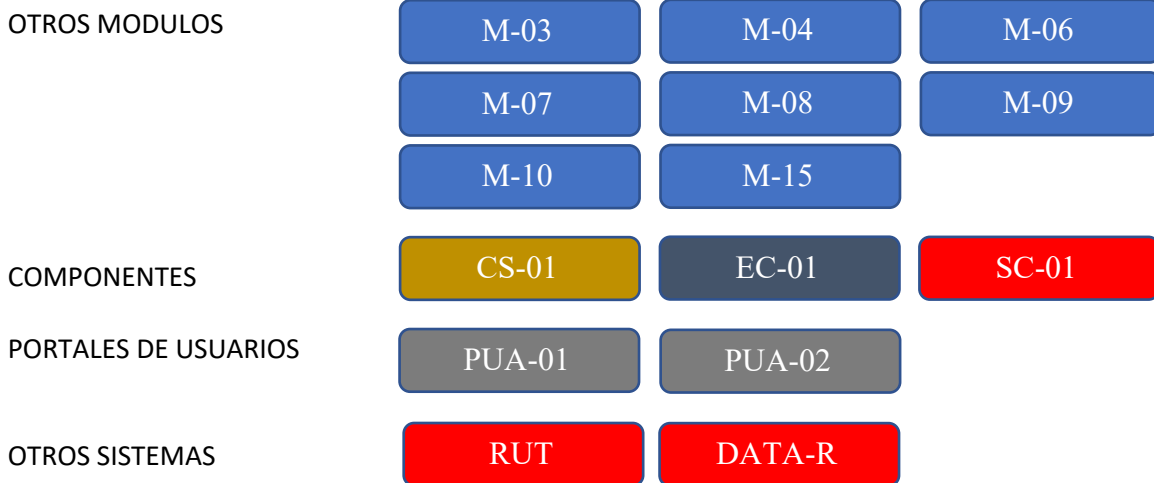 OTROS MODULOS
M-03
M-04
M-06
M-07
M-08
M-09
M-10
M-15
COMPONENTES
CS-01
EC-01
SC-01
PORTALES DE USUARIOS
PUA-01
PUA-02
OTROS SISTEMAS
RUT
DATA-R